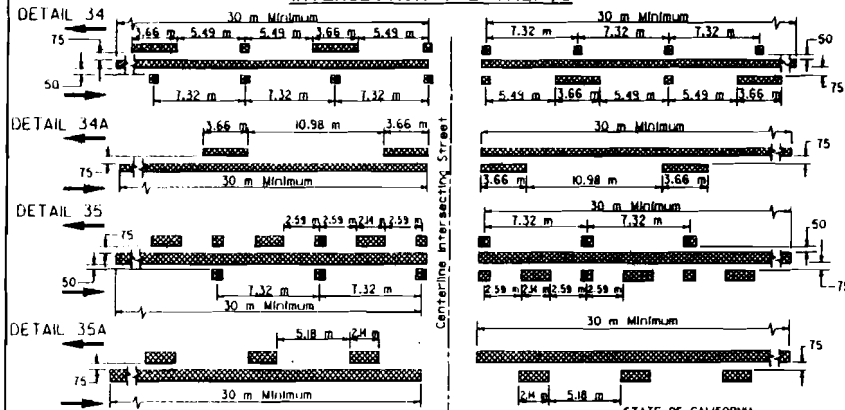 DETAIL 34
30 m Minimum
30 m Minimum
75
3.66 m 5.49 m 5.49 m 3.66 m 5.49 m
7.32 m 7.32 m 7.32 m
50
50
7.32 m 7.32 m 7.32 m
5.49 m 3.66 m 5.49 m 5.49 m 3.66 m
75
DETAIL 34A
3.66 m 10.98 m 3.66 m
30 m Minimum
75
75
30 m Minimum
3.66 m 10.98 m 3.66 m
Centerline Intersecting Street
DETAIL 35
30 m Minimum
75
2.59 m 2.59 m 2.14 m 2.59 m
7.32 m 7.32 m
50
50
7.32 m 7.32 m
2.59 m 2.14 m 2.59 m 2.59 m
75
30 m Minimum
DETAIL 35A
5.18 m 2.14
30 m Minimum
75
75
30 m Minimum
2.14 5.18 m
STATE OF CALIFORNIA